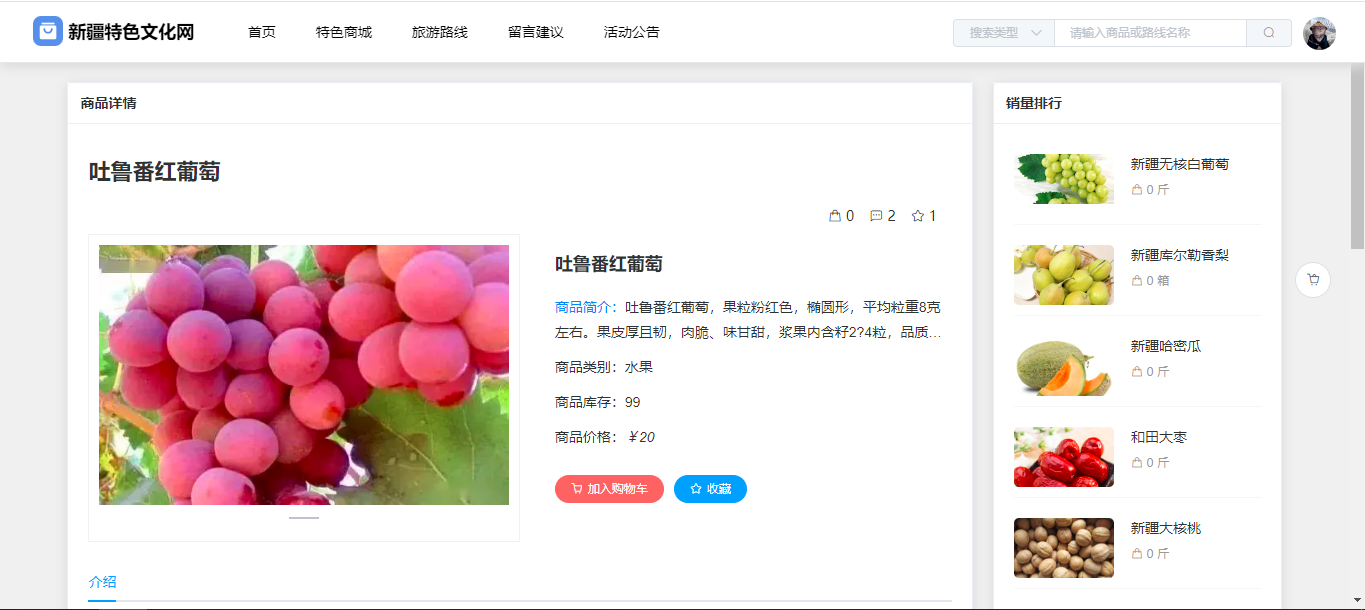 新疆特色文化网
首页
特色商城
旅游路线
留言建议
活动公告
搜索类型
请输入商品或路线名称
商品详情
吐鲁番红葡萄
0
2
1
吐鲁番红葡萄
商品简介：吐鲁番红葡萄，果粒粉红色，椭圆形，平均粒重8克
左右。果皮厚且韧，肉脆、味甘甜，浆果内含籽2?4粒，品质...
商品类别：水果
商品库存：99
商品价格：￥20
加入购物车
收藏
介绍
销量排行
新疆无核白葡萄
0 斤
新疆库尔勒香梨
0 箱
新疆哈密瓜
0 斤
和田大枣
0 斤
新疆大核桃
0 斤